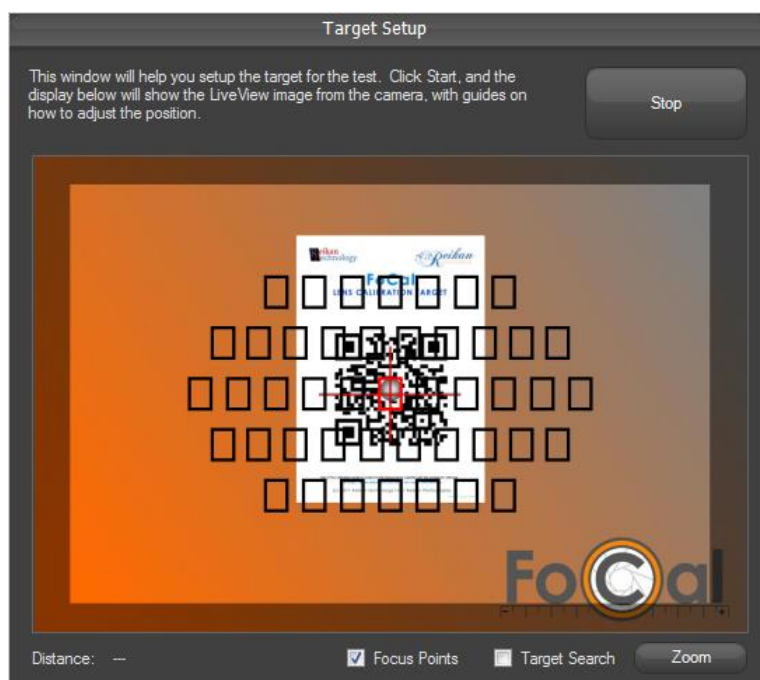 Target Setup
This window will help you setup the target for the test. Click Start, and the
display below will show the LiveView image from the camera, with guides on
how to adjust the position.
Stop
Reikan
Technology
Reikan
FoCal
LENS CALIBRATION TARGET
FoCal
Distance: ---
Focus Points
Target Search
Zoom